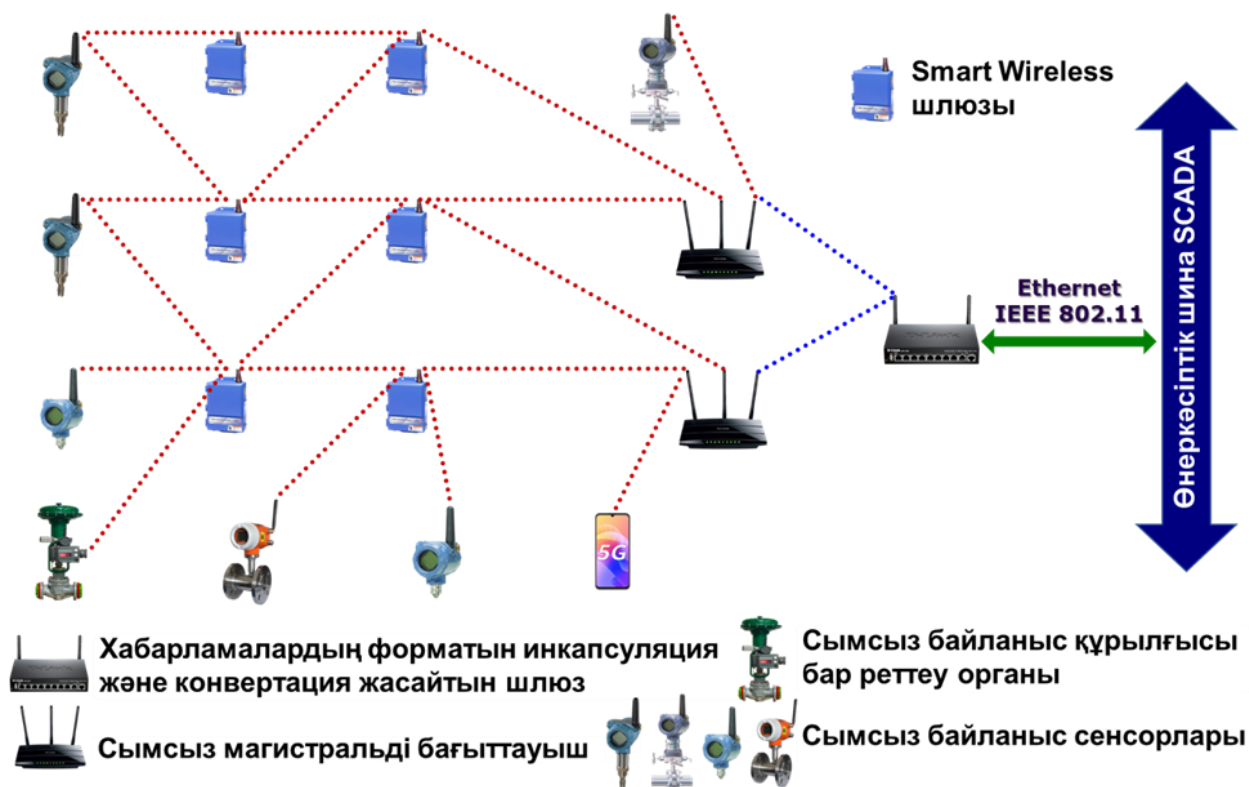 Smart Wireless
шлюзы
Өнеркәсіптік шина SCADA
Ethernet
IEEE 802.11
5G
Хабарламалардың форматын инкапсуляция
және конвертация жасайтын шлюз
Сымсыз магистральді бағыттауыш
Сымсыз байланыс құрылғысы
бар реттеу органы
Сымсыз байланыс сенсорлары